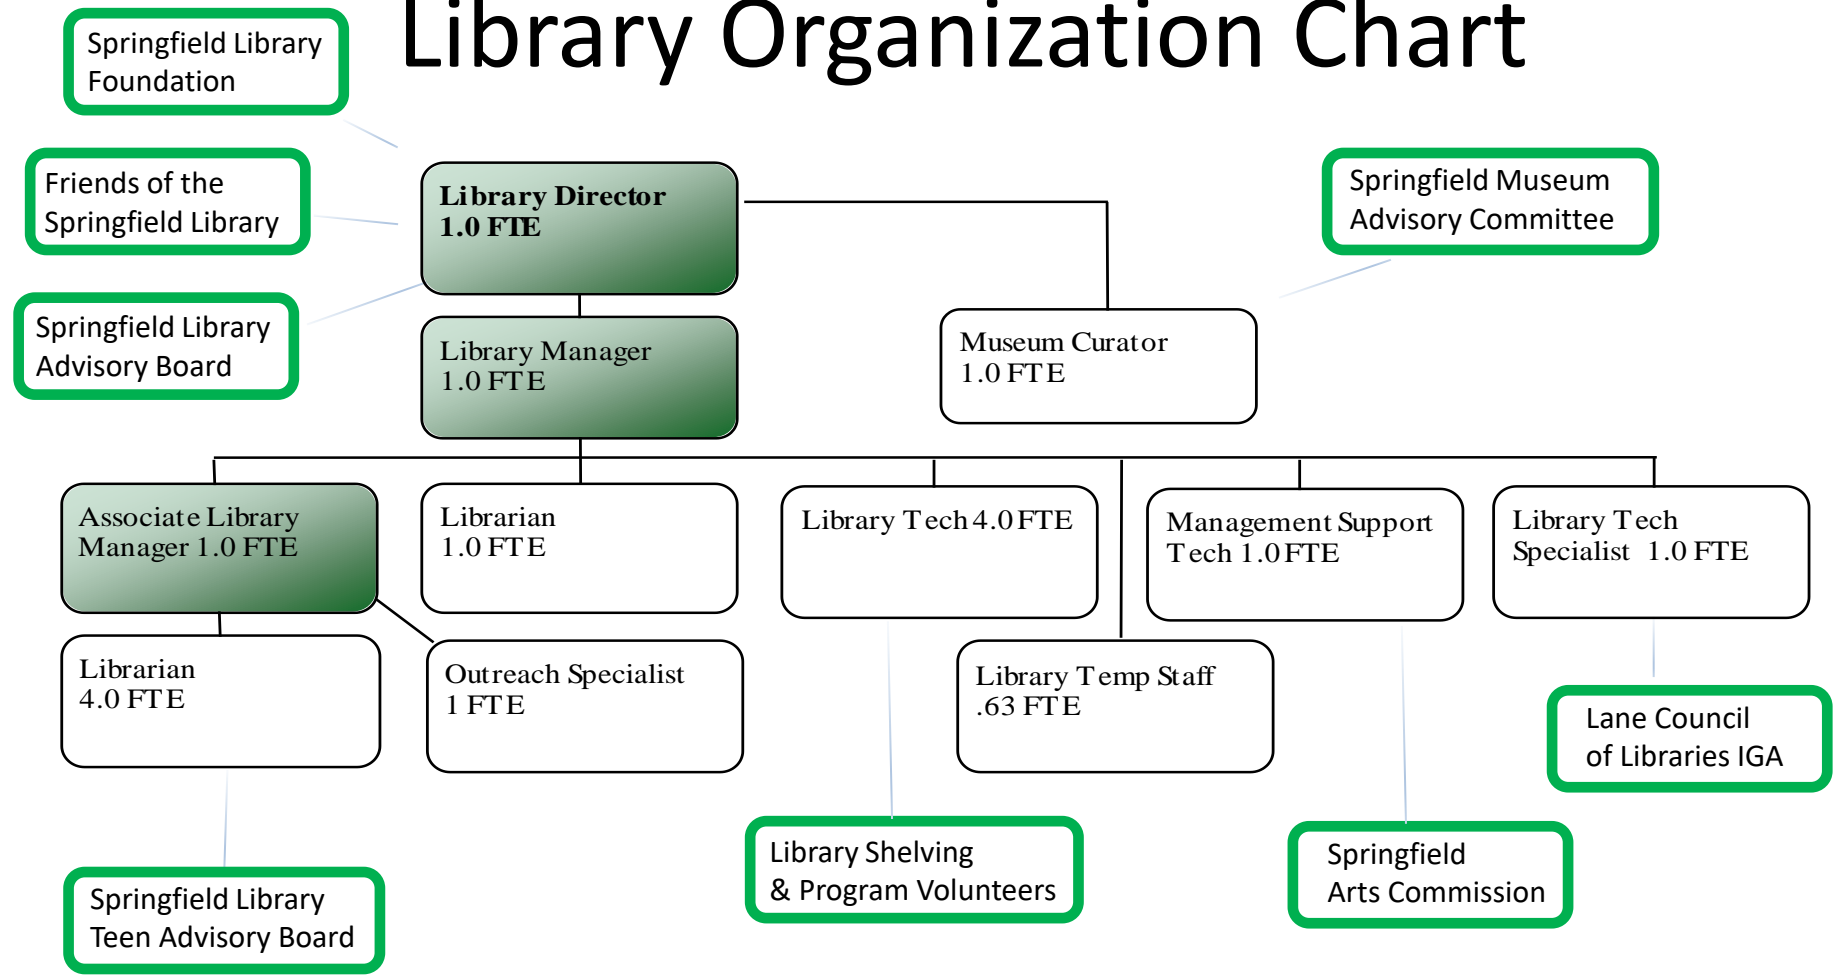 Library Organization Chart
Springfield Library
Foundation
Friends of the
Springfield Library
Springfield Library
Advisory Board
Library Director
1.0 FTE
Springfield Museum
Advisory Committee
Library Manager
1.0 FTE
Museum Curator
1.0 FTE
Associate Library
Manager 1.0 FTE
Librarian
1.0 FTE
Library Tech 4.0 FTE
Management Support
Tech 1.0 FTE
Library Tech
Specialist 1.0 FTE
Librarian
4.0 FTE
Outreach Specialist
1 FTE
Library Temp Staff
.63 FTE
Lane Council
of Libraries IGA
Springfield Library
Teen Advisory Board
Library Shelving
& Program Volunteers
Springfield
Arts Commission